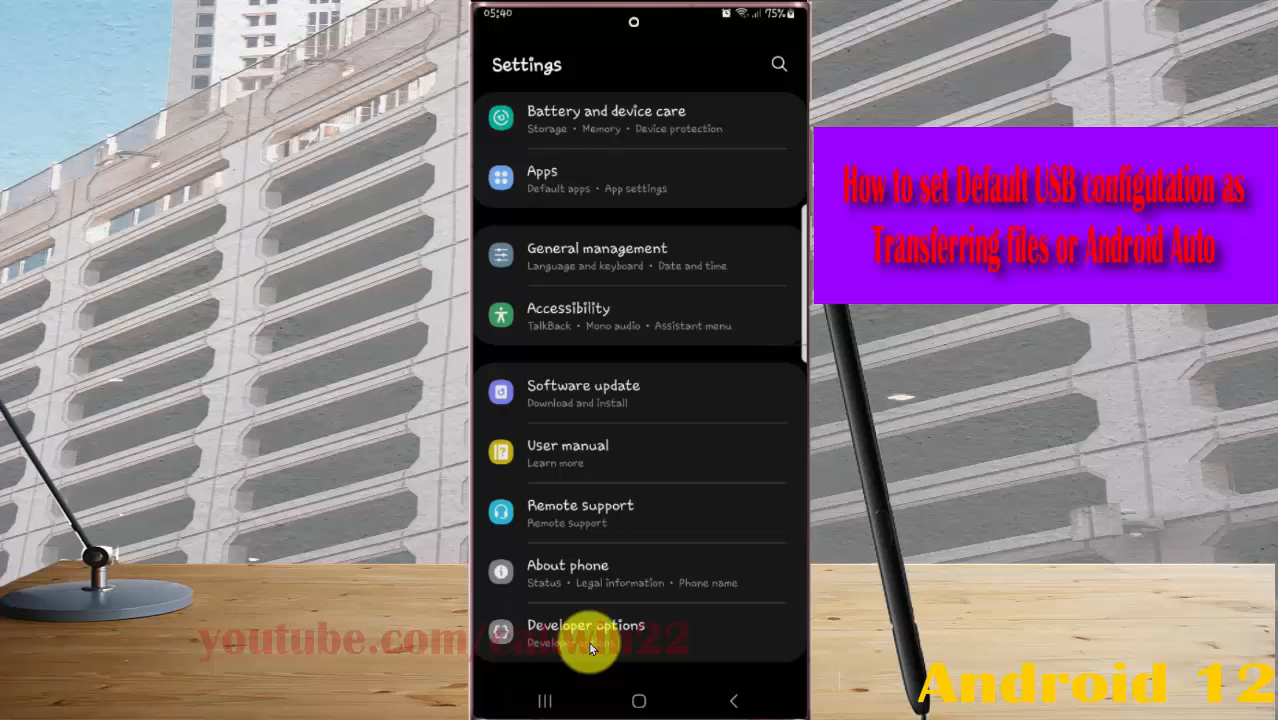 05:40
75%
Settings
Battery and device care
Storage • Memory • Device protection
Apps
Default apps • App settings
General management
Language and keyboard • Date and time
Accessibility
TalkBack • Mono audio • Assistant menu
Software update
Download and install
User manual
Learn more
Remote support
Remote support
About phone
Status • Legal information • Phone name
Developer options
How to set Default USB configutation as
Transferring files or Android Auto
Android 12